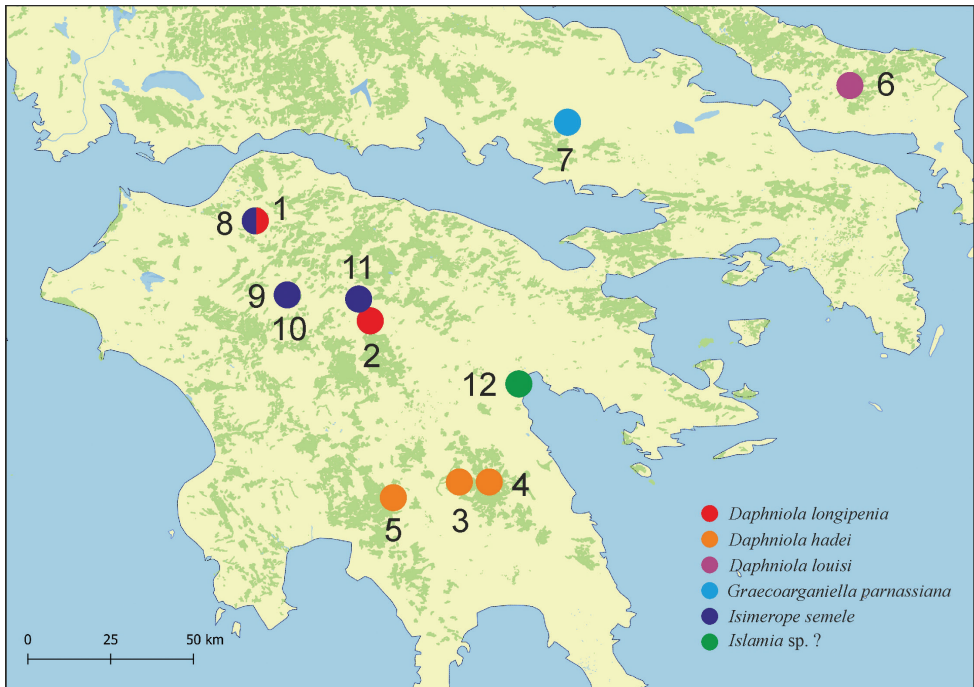 6
7
8 1
11
9
10
2
12
4
3
5
Daphniola longipenia
Daphniola hadei
Daphniola louisi
Graecoarganiella parnassiana
Isimerope semele
Islamia sp. ?
0 25 50 km